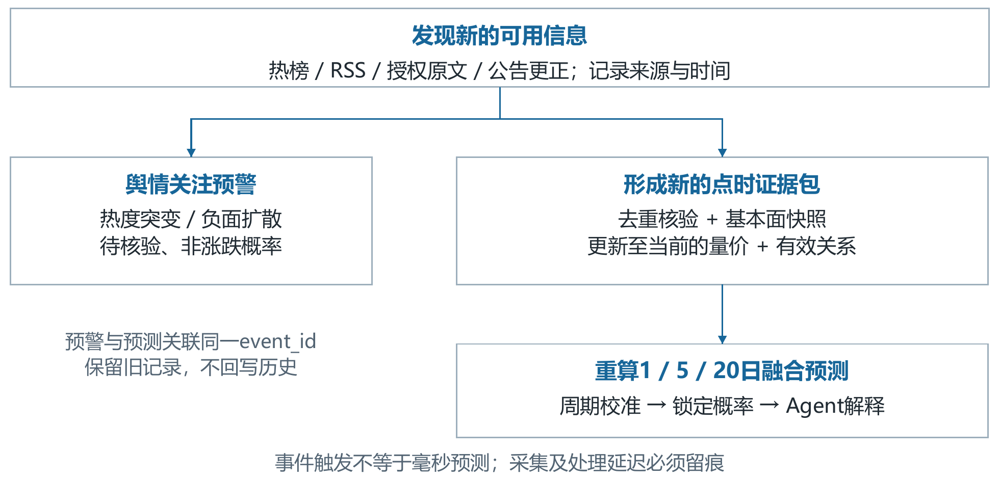 发现新的可用信息
热榜 / RSS / 授权原文 / 公告更正；记录来源与时间
舆情关注预警
热度突变 / 负面扩散
待核验、非涨跌概率
形成新的点时证据包
去重核验 + 基本面快照
更新至当前的量价 + 有效关系
预警与预测关联同一event_id
保留旧记录，不回写历史
重算1 / 5 / 20日融合预测
周期校准 → 锁定概率 → Agent解释
事件触发不等于毫秒预测；采集及处理延迟必须留痕